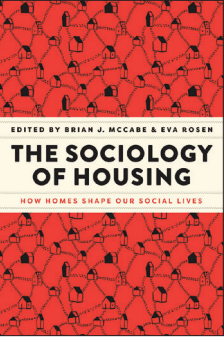 EDITED BY BRIAN J. MCCABE & EVA ROSEN
THE SOCIOLOGY
OF HOUSING
HOW HOMES SHAPE OUR SOCIAL LIVES